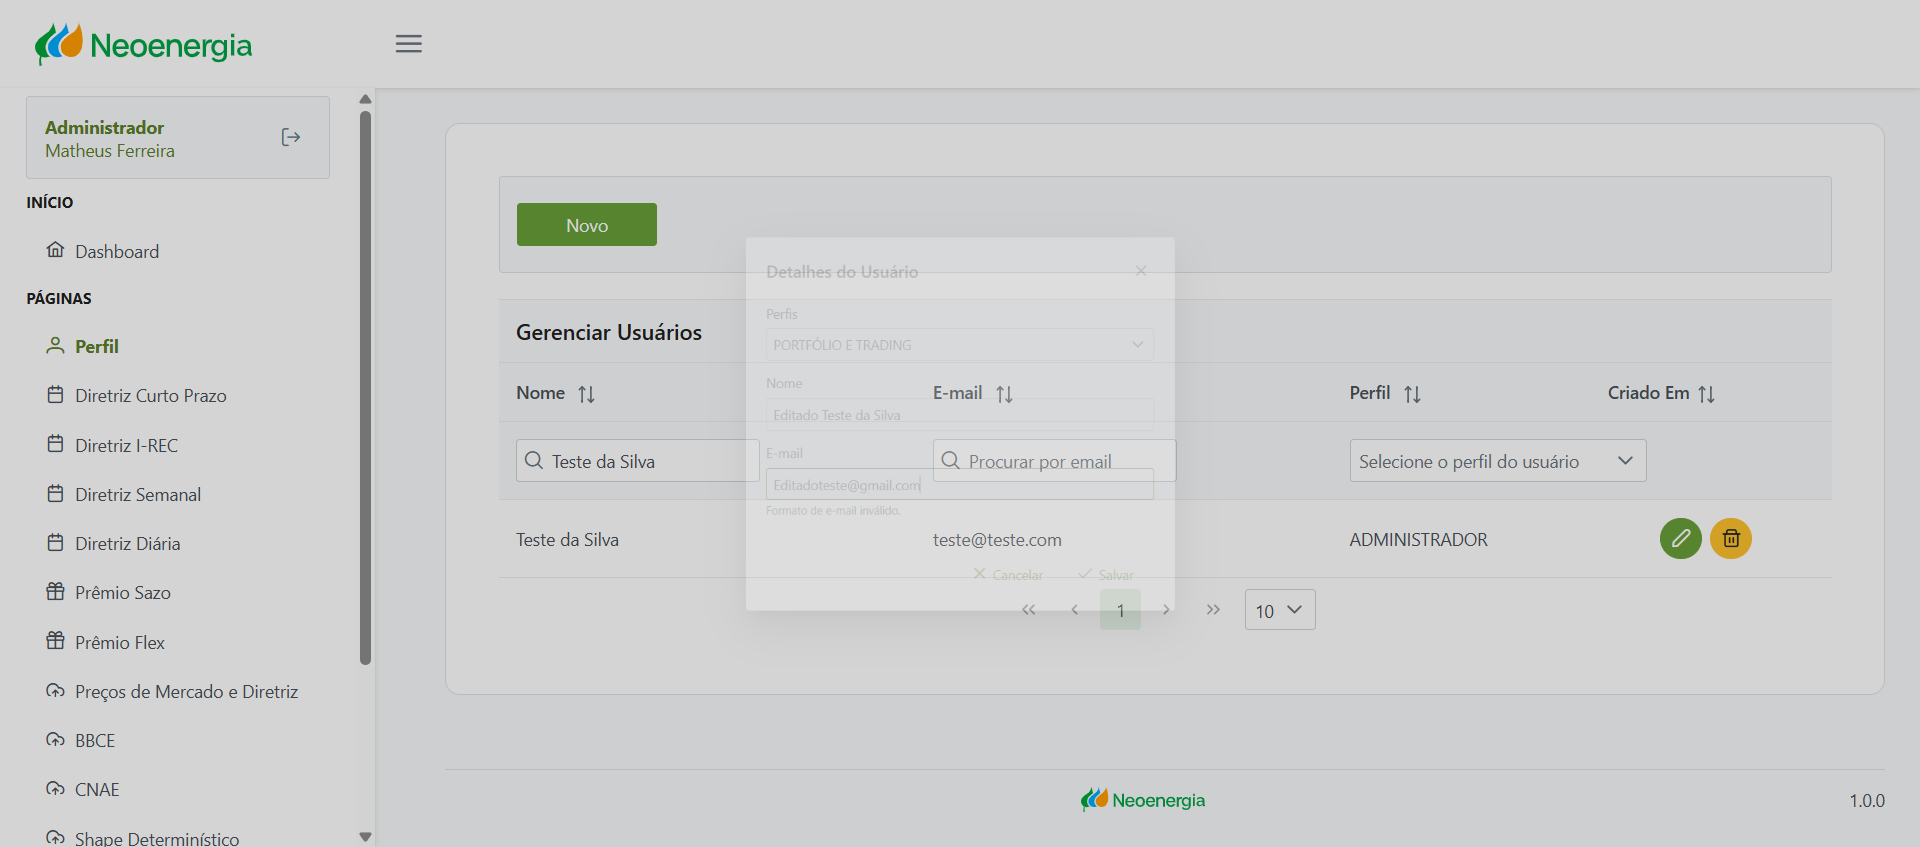 Neoenergia
Administrador
Matheus Ferreira
INÍCIO
Dashboard
PÁGINAS
Perfil
Diretriz Curto Prazo
Diretriz I-REC
Diretriz Semanal
Diretriz Diária
Prêmio Sazo
Prêmio Flex
Preços de Mercado e Diretriz
BBCE
CNAE
Shape Determinístico
Novo
Gerenciar Usuários
Nome E-mail Perfil Criado Em
Teste da Silva Procurar por email Selecione o perfil do usuário
Teste da Silva teste@teste.com ADMINISTRADOR
1 10
Detalhes do Usuário
Perfis
PORTFÓLIO E TRADING
Nome
Editado Teste da Silva
E-mail
Editadoteste@gmail.com
Formato de e-mail inválido.
Cancelar Salvar
Neoenergia
1.0.0